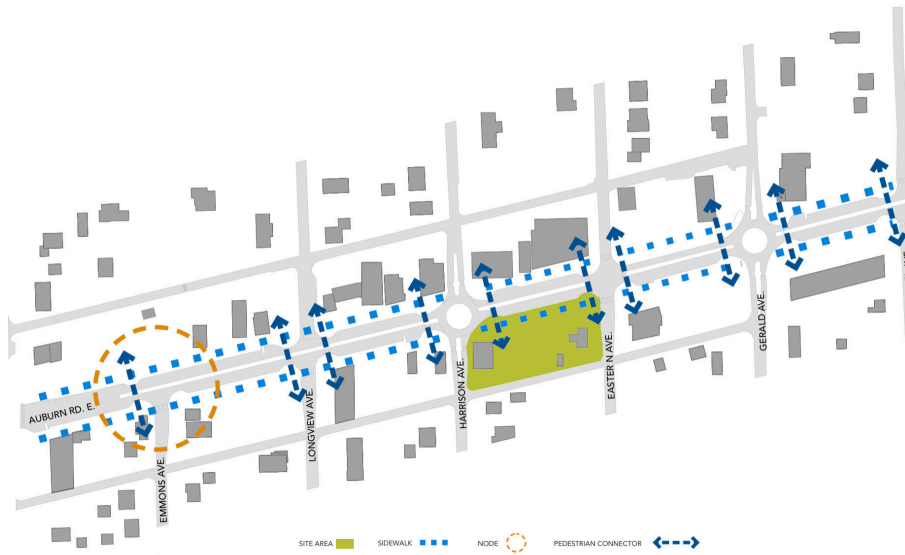 AUBURN RD. E.
EMMONS AVE.
LONGVIEW AVE.
HARRISON AVE.
EASTER N AVE.
GERALD AVE.
SITE AREA
SIDEWALK
NODE
PEDESTRIAN CONNECTOR